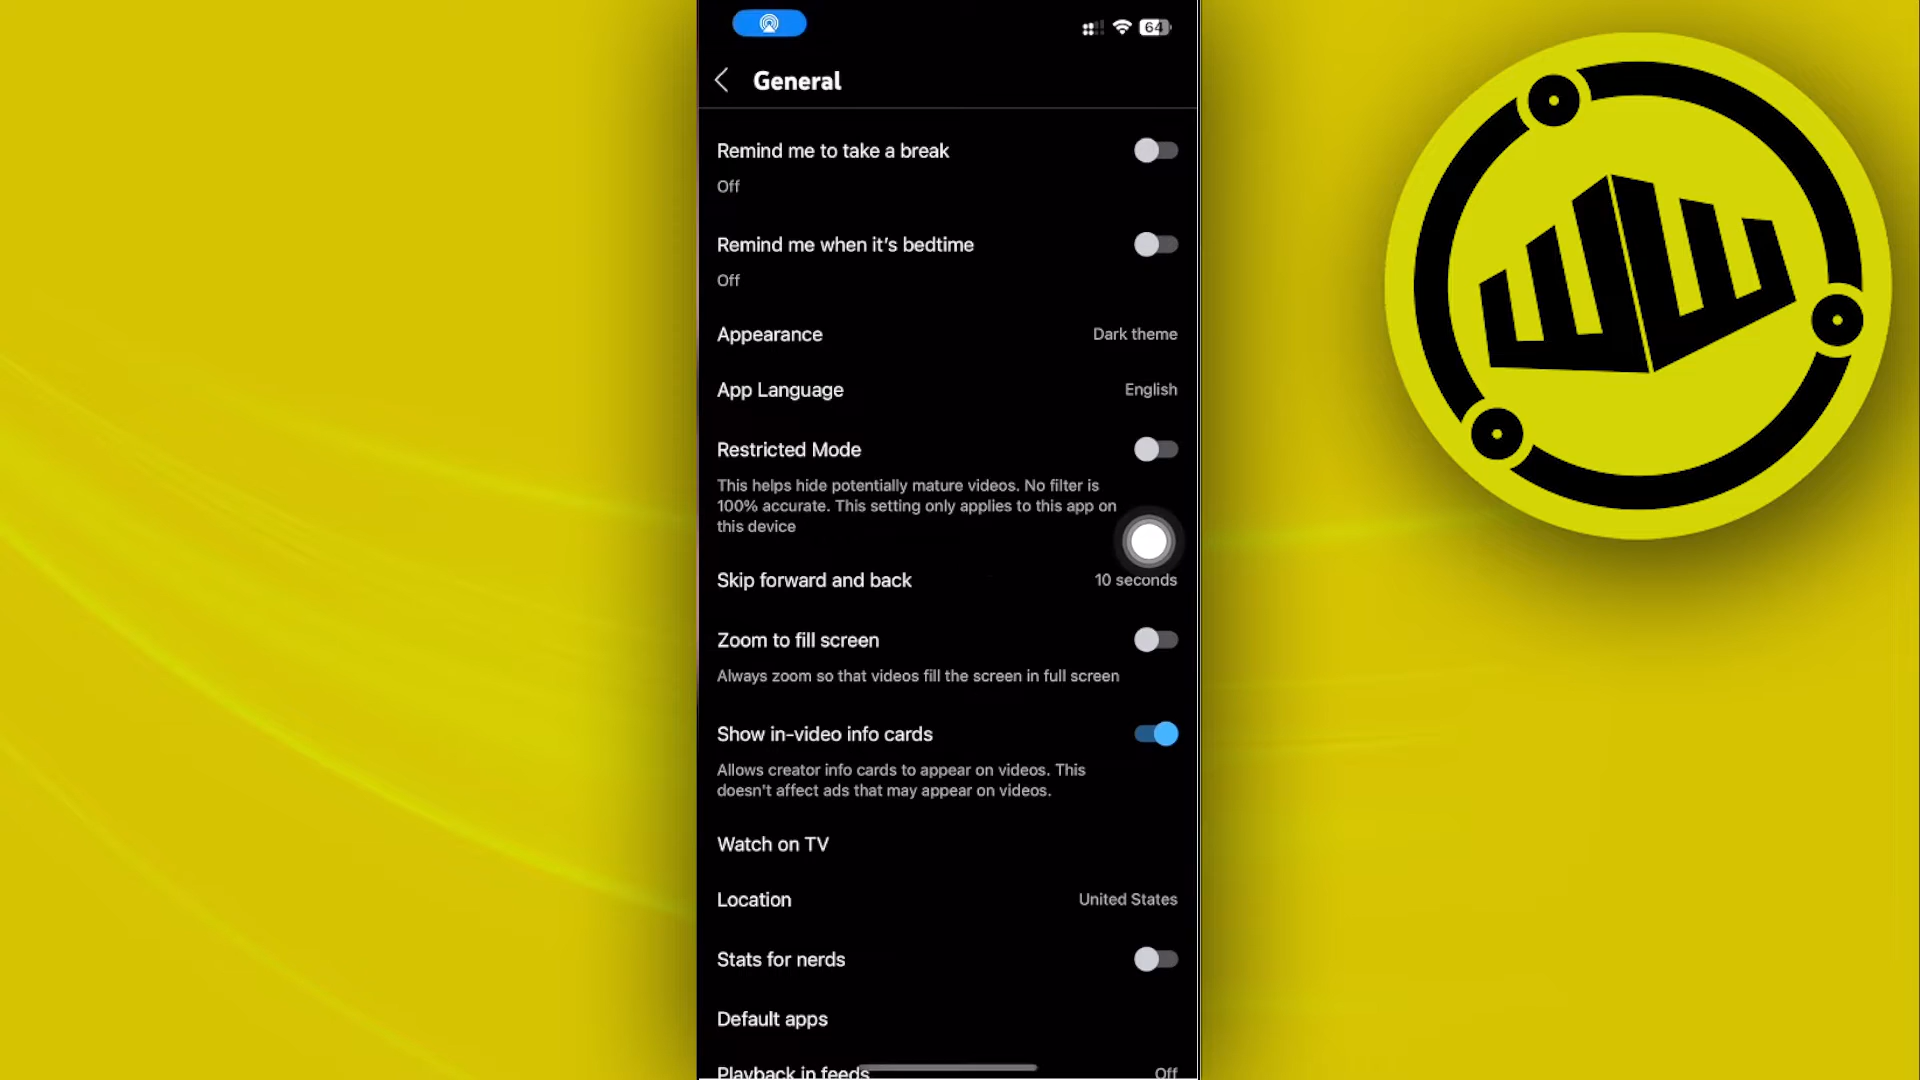 64
General
Remind me to take a break
Off
Remind me when it's bedtime
Off
Appearance Dark theme
App Language English
Restricted Mode
This helps hide potentially mature videos. No filter is
100% accurate. This setting only applies to this app on
this device
Skip forward and back 10 seconds
Zoom to fill screen
Always zoom so that videos fill the screen in full screen
Show in-video info cards
Allows creator info cards to appear on videos. This
doesn't affect ads that may appear on videos.
Watch on TV
Location United States
Stats for nerds
Default apps
Playback in feeds Off